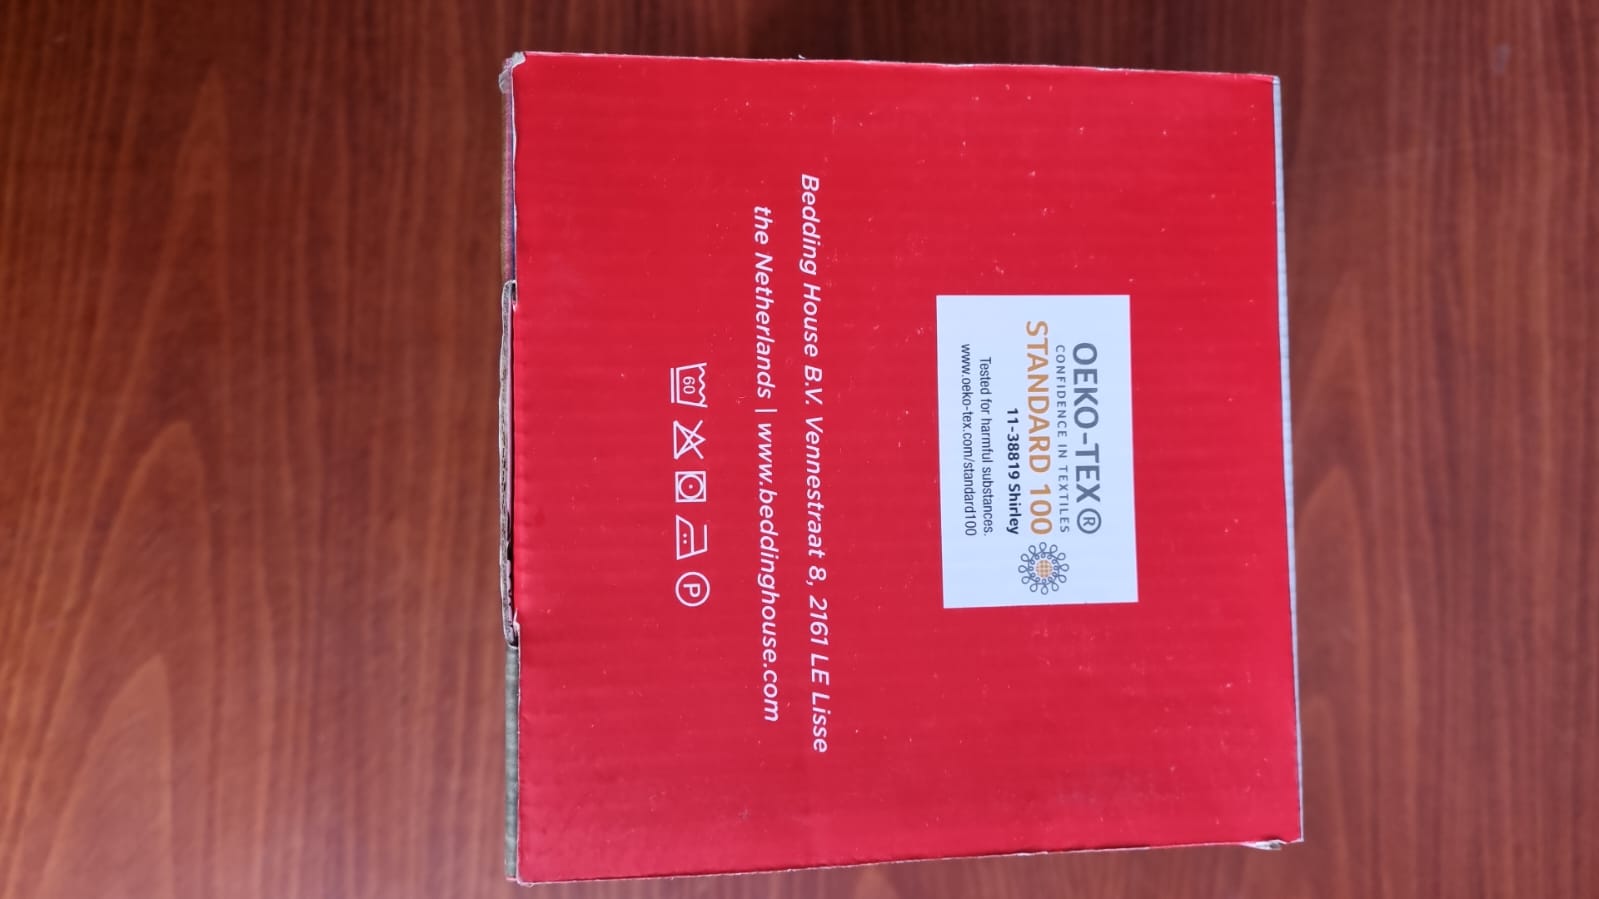 OEKO-TEX®
CONFIDENCE IN TEXTILES
STANDARD 100
11-38819 Shirley
Tested for harmful substances.
www.oeko-tex.com/standard100
Bedding House B.V. Vennestraat 8, 2161 LE Lisse
the Netherlands | www.beddinghouse.com
60 P